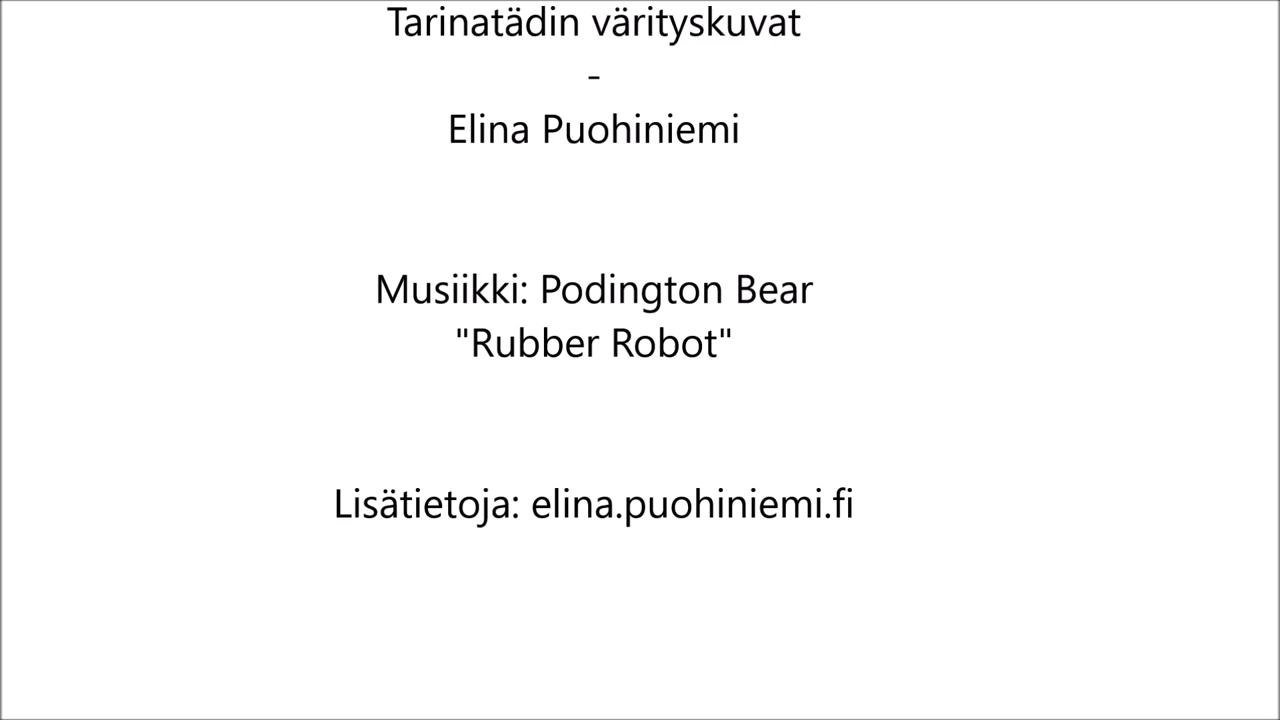 Tarinatädin värityskuvat
-
Elina Puohiniemi
Musiikki: Podington Bear
"Rubber Robot"
Lisätietoja: elina.puohiniemi.fi